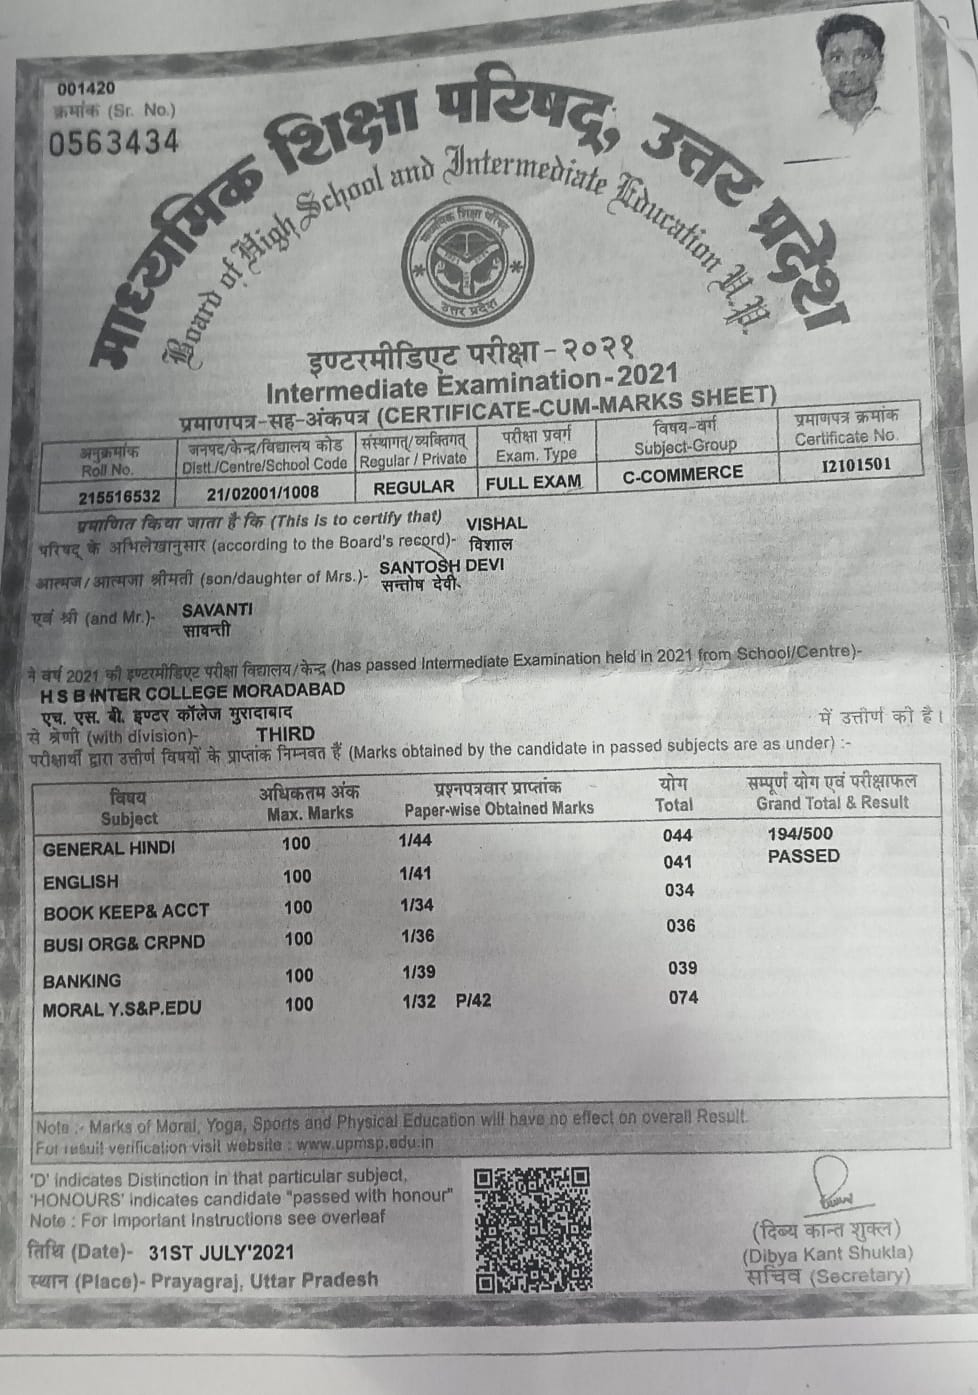 001420
क्रमांक (Sr. No.)
0563434
माध्यमिक शिक्षा परिषद्, उत्तर प्रदेश
Board of High School and Intermediate Education U.P.
माध्यमिक शिक्षा परिषद्
उत्तर प्रदेश
इण्टरमीडिएट परीक्षा - २०२१
Intermediate Examination - 2021
प्रमाणपत्र-सह-अंकपत्र (CERTIFICATE-CUM-MARKS SHEET)
अनुक्रमांक जनपद/केन्द्र/विद्यालय कोड संस्थागत्/व्यक्तिगत् परीक्षा प्रवर्ग विषय-वर्ग प्रमाणपत्र क्रमांक
Roll No. Distt./Centre/School Code Regular / Private Exam. Type Subject-Group Certificate No.
215516532 21/02001/1008 REGULAR FULL EXAM C-COMMERCE I2101501
प्रमाणित किया जाता है कि (This is to certify that) VISHAL
परिषद् के अभिलेखानुसार (according to the Board's record)- विशाल
आत्मज/आत्मजा श्रीमती (son/daughter of Mrs.)- SANTOSH DEVI
सन्तोष देवी
एवं श्री (and Mr.)- SAVANTI
सावन्ती
ने वर्ष 2021 की इण्टरमीडिएट परीक्षा विद्यालय/केन्द्र (has passed Intermediate Examination held in 2021 from School/Centre)-
H S B INTER COLLEGE MORADABAD
एच. एस. बी. इण्टर कॉलेज मुरादाबाद
से श्रेणी (with division)- THIRD में उत्तीर्ण की है।
परीक्षार्थी द्वारा उत्तीर्ण विषयों के प्राप्तांक निम्नवत हैं (Marks obtained by the candidate in passed subjects are as under) :-
विषय अधिकतम अंक प्रश्नपत्रवार प्राप्तांक योग सम्पूर्ण योग एवं परीक्षाफल
Subject Max. Marks Paper-wise Obtained Marks Total Grand Total & Result
GENERAL HINDI 100 1/44 044 194/500
PASSED
ENGLISH 100 1/41 041
BOOK KEEP& ACCT 100 1/34 034
BUSI ORG& CRPND 100 1/36 036
BANKING 100 1/39 039
MORAL Y.S&P.EDU 100 1/32 P/42 074
Note :- Marks of Moral, Yoga, Sports and Physical Education will have no effect on overall Result.
For result verification visit website : www.upmsp.edu.in
'D' indicates Distinction in that particular subject,
'HONOURS' indicates candidate "passed with honour"
Note : For Important Instructions see overleaf
तिथि (Date)- 31ST JULY'2021
स्थान (Place)- Prayagraj, Uttar Pradesh
(दिब्य कान्त शुक्ल)
(Dibya Kant Shukla)
सचिव (Secretary)